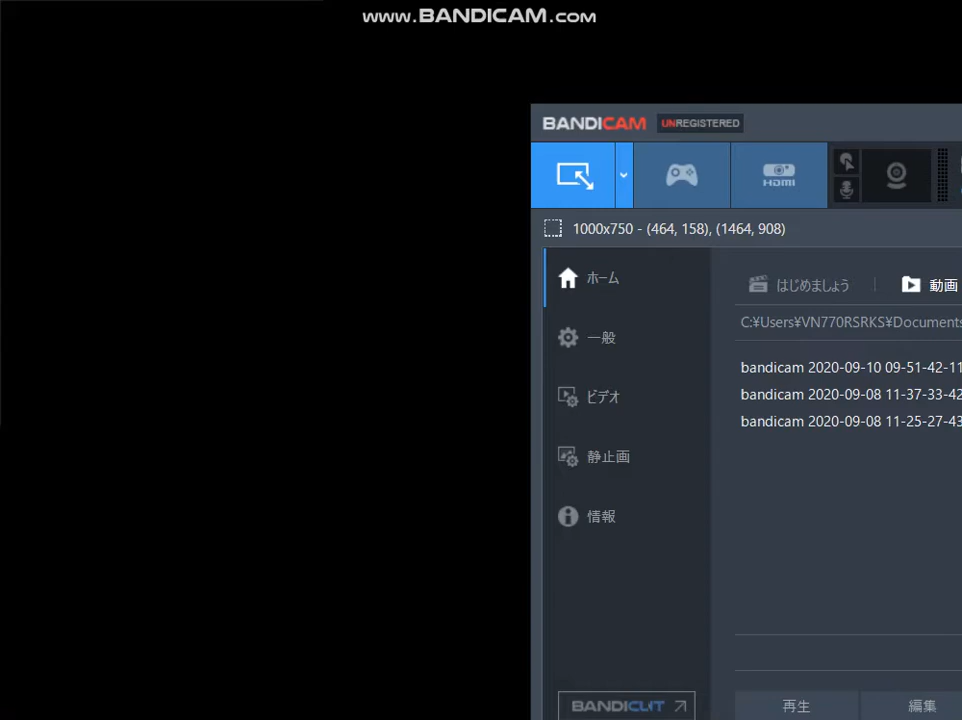 www.BANDICAM.com
BANDICAM UNREGISTERED
HDMI
1000x750 - (464, 158), (1464, 908)
ホーム
一般
ビデオ
静止画
情報
はじめましょう
動画
C:¥Users¥VN770RSRKS¥Documents
bandicam 2020-09-10 09-51-42-11
bandicam 2020-09-08 11-37-33-42
bandicam 2020-09-08 11-25-27-43
BANDICUT
再生
編集